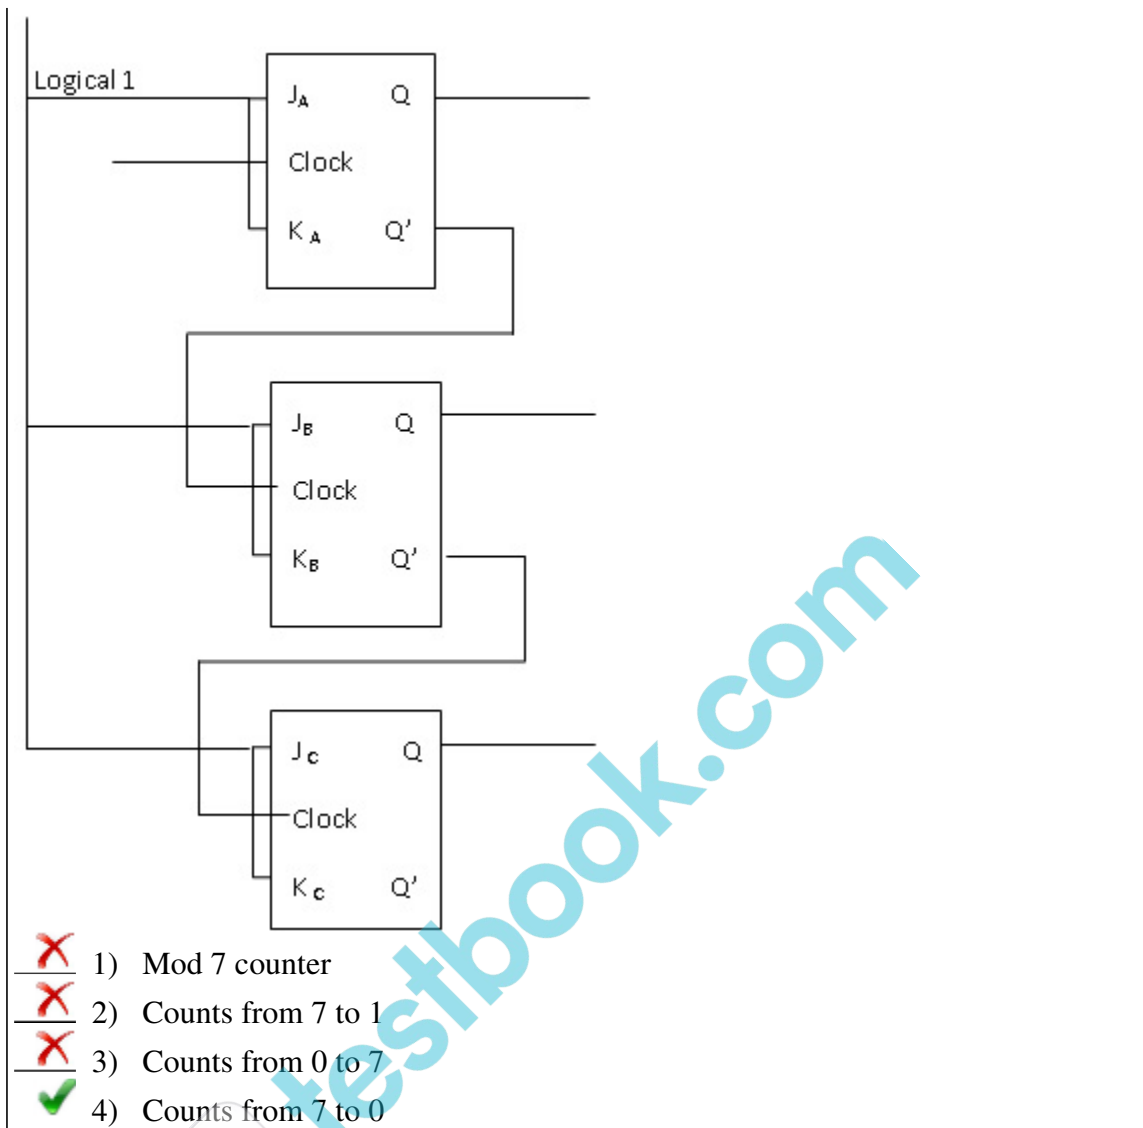 Logical 1
JA Q
Clock
KA Q'
JB Q
Clock
KB Q'
JC Q
Clock
KC Q'
1) Mod 7 counter
2) Counts from 7 to 1
3) Counts from 0 to 7
4) Counts from 7 to 0
testbook.com